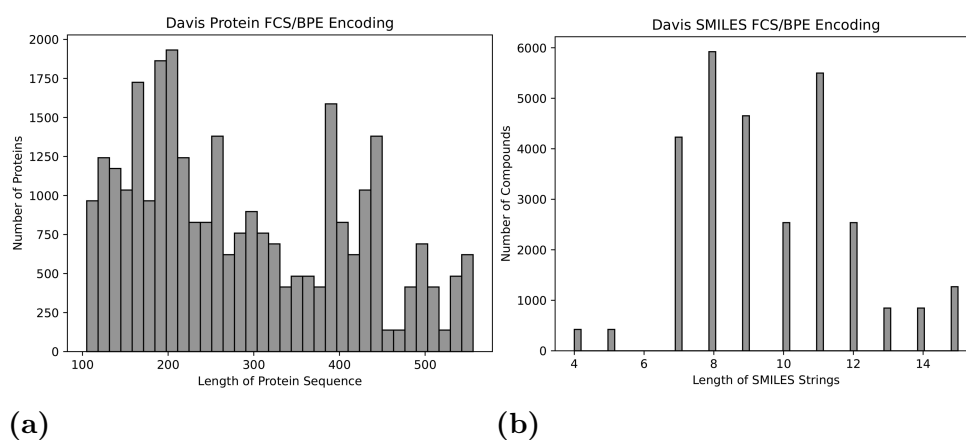 Davis Protein FCS/BPE Encoding
Number of Proteins
2000
1750
1500
1250
1000
750
500
250
0
100 200 300 400 500
Length of Protein Sequence
(a)
Davis SMILES FCS/BPE Encoding
Number of Compounds
6000
5000
4000
3000
2000
1000
0
4 6 8 10 12 14
Length of SMILES Strings
(b)